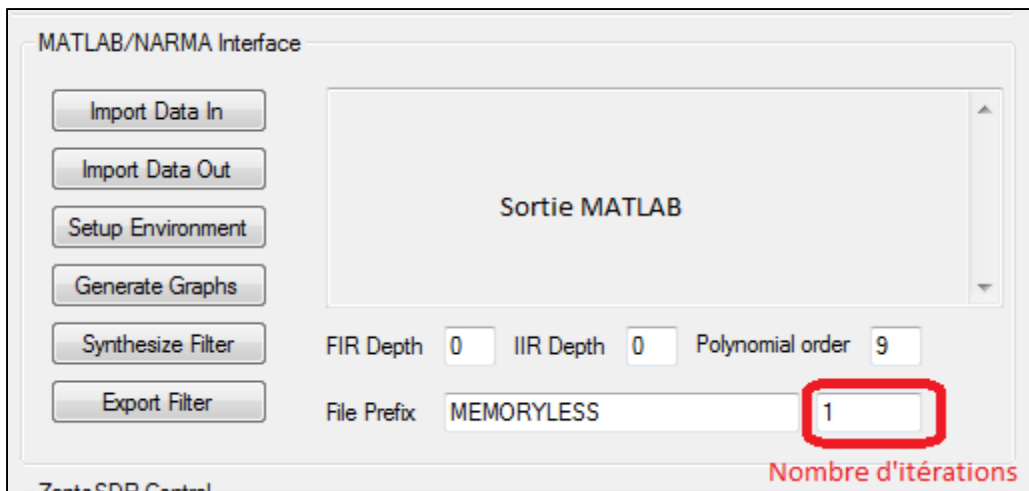 MATLAB/NARMA Interface
Import Data In
Import Data Out
Setup Environment
Generate Graphs
Synthesize Filter
Export Filter
Sortie MATLAB
FIR Depth 0 IIR Depth 0 Polynomial order 9
File Prefix MEMORYLESS 1
Nombre d'itérations